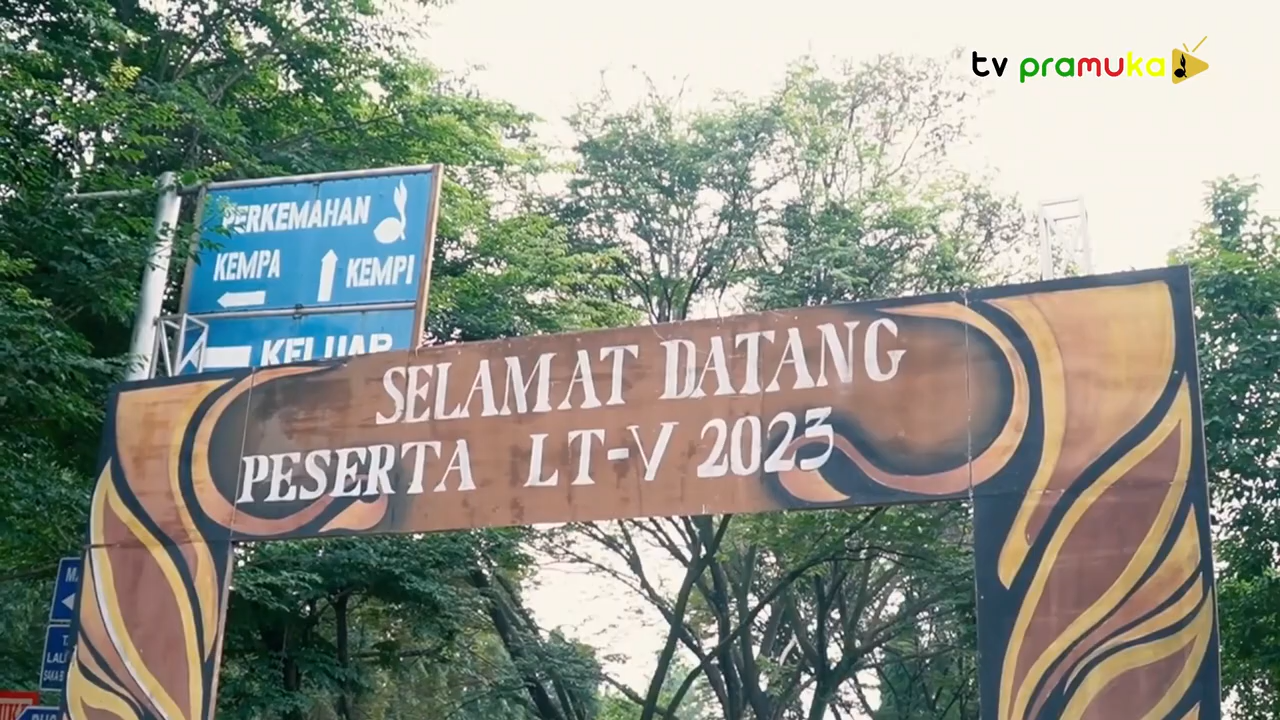 tv pramuka
PERKEMAHAN
KEMPA
KEMPI
KELUAR
SELAMAT DATANG
PESERTA LT-V 2023